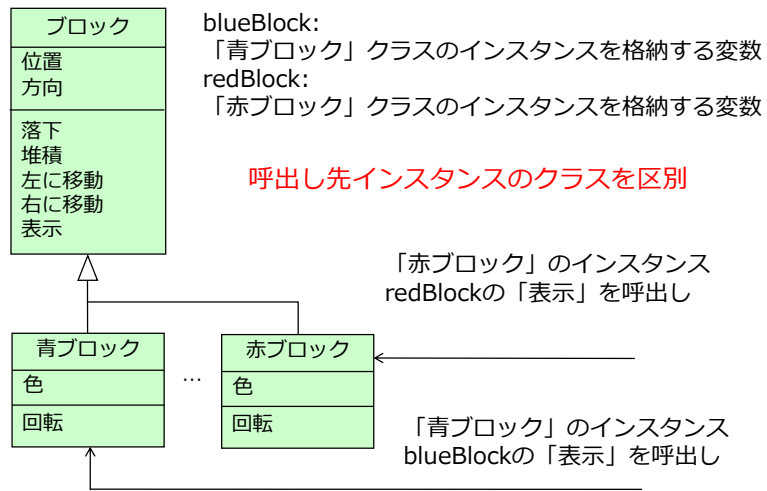 ブロック
位置
方向
落下
堆積
左に移動
右に移動
表示
blueBlock:
「青ブロック」クラスのインスタンスを格納する変数
redBlock:
「赤ブロック」クラスのインスタンスを格納する変数
呼出し先インスタンスのクラスを区別
「赤ブロック」のインスタンス
redBlockの「表示」を呼出し
青ブロック
色
回転
…
赤ブロック
色
回転
「青ブロック」のインスタンス
blueBlockの「表示」を呼出し